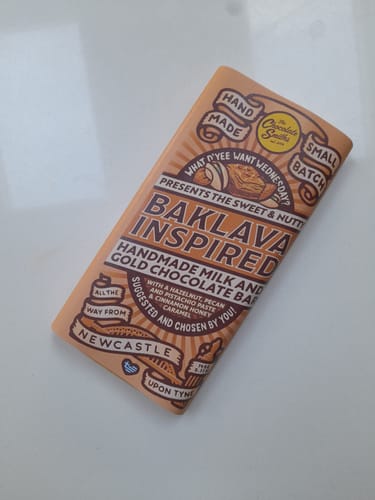 HAND
MADE
The
Chocolate
Smiths
SMALL
BATCH
WHAT D'YEE WANT WEDNESDAY?
PRESENTS THE SWEET & NUTTY
BAKLAVA
INSPIRED
HANDMADE MILK AND
GOLD CHOCOLATE BAR
WITH A HAZELNUT, PECAN
AND PISTACHIO PASTE
& CINNAMON HONEY
CARAMEL
SUGGESTED AND CHOSEN BY YOU!
ALL THE
WAY FROM
NEWCASTLE
UPON TYNE